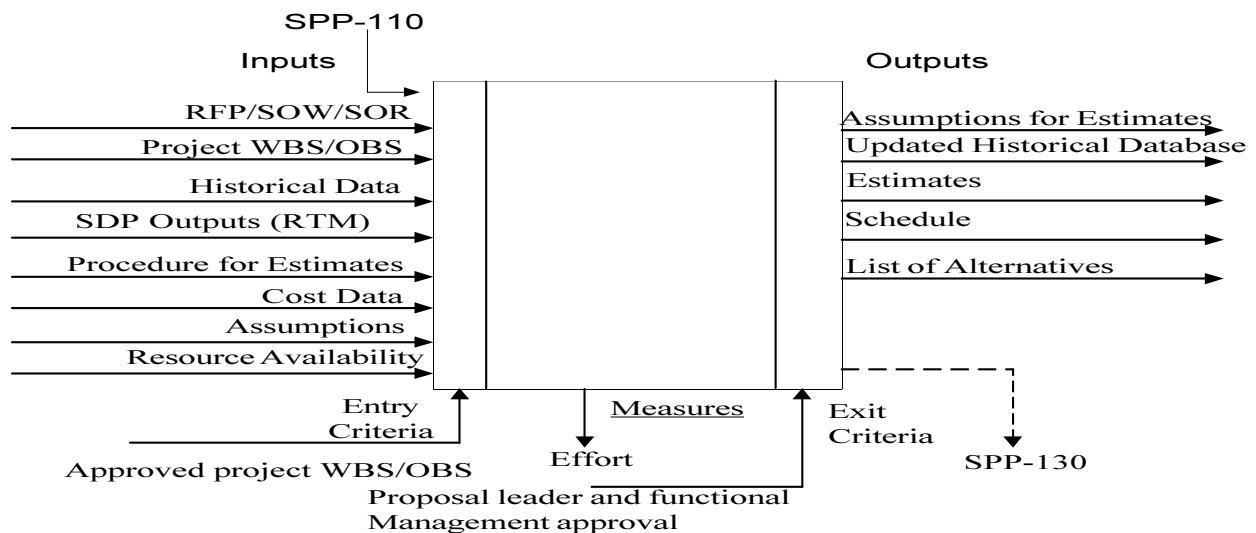 SPP-110
Inputs
Outputs
RFP/SOW/SOR
Project WBS/OBS
Historical Data
SDP Outputs (RTM)
Procedure for Estimates
Cost Data
Assumptions
Resource Availability
Assumptions for Estimates
Updated Historical Database
Estimates
Schedule
List of Alternatives
Entry
Criteria
Approved project WBS/OBS
Measures
Effort
Exit
Criteria
Proposal leader and functional
Management approval
SPP-130